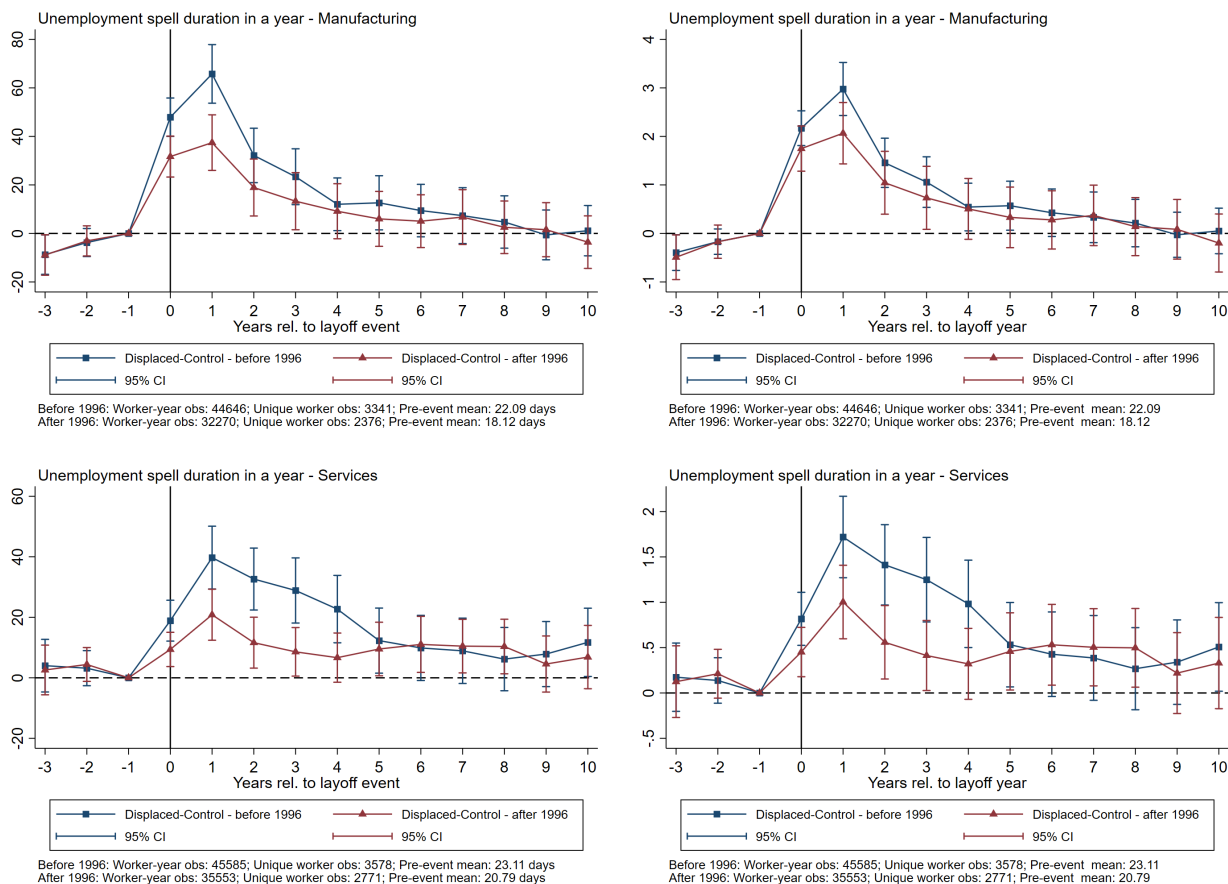 Unemployment spell duration in a year - Manufacturing
80
60
40
20
0
-20
-3 -2 -1 0 1 2 3 4 5 6 7 8 9 10
Years rel. to layoff event
Displaced-Control - before 1996 Displaced-Control - after 1996
95% CI 95% CI
Before 1996: Worker-year obs: 44646; Unique worker obs: 3341; Pre-event mean: 22.09 days
After 1996: Worker-year obs: 32270; Unique worker obs: 2376; Pre-event mean: 18.12 days
Unemployment spell duration in a year - Manufacturing
4
3
2
1
0
-1
-3 -2 -1 0 1 2 3 4 5 6 7 8 9 10
Years rel. to layoff year
Displaced-Control - before 1996 Displaced-Control - after 1996
95% CI 95% CI
Before 1996: Worker-year obs: 44646; Unique worker obs: 3341; Pre-event mean: 22.09
After 1996: Worker-year obs: 32270; Unique worker obs: 2376; Pre-event mean: 18.12
Unemployment spell duration in a year - Services
60
40
20
0
-20
-3 -2 -1 0 1 2 3 4 5 6 7 8 9 10
Years rel. to layoff event
Displaced-Control - before 1996 Displaced-Control - after 1996
95% CI 95% CI
Before 1996: Worker-year obs: 45585; Unique worker obs: 3578; Pre-event mean: 23.11 days
After 1996: Worker-year obs: 35553; Unique worker obs: 2771; Pre-event mean: 20.79 days
Unemployment spell duration in a year - Services
2
1.5
1
.5
0
-.5
-3 -2 -1 0 1 2 3 4 5 6 7 8 9 10
Years rel. to layoff year
Displaced-Control - before 1996 Displaced-Control - after 1996
95% CI 95% CI
Before 1996: Worker-year obs: 45585; Unique worker obs: 3578; Pre-event mean: 23.11
After 1996: Worker-year obs: 35553; Unique worker obs: 2771; Pre-event mean: 20.79